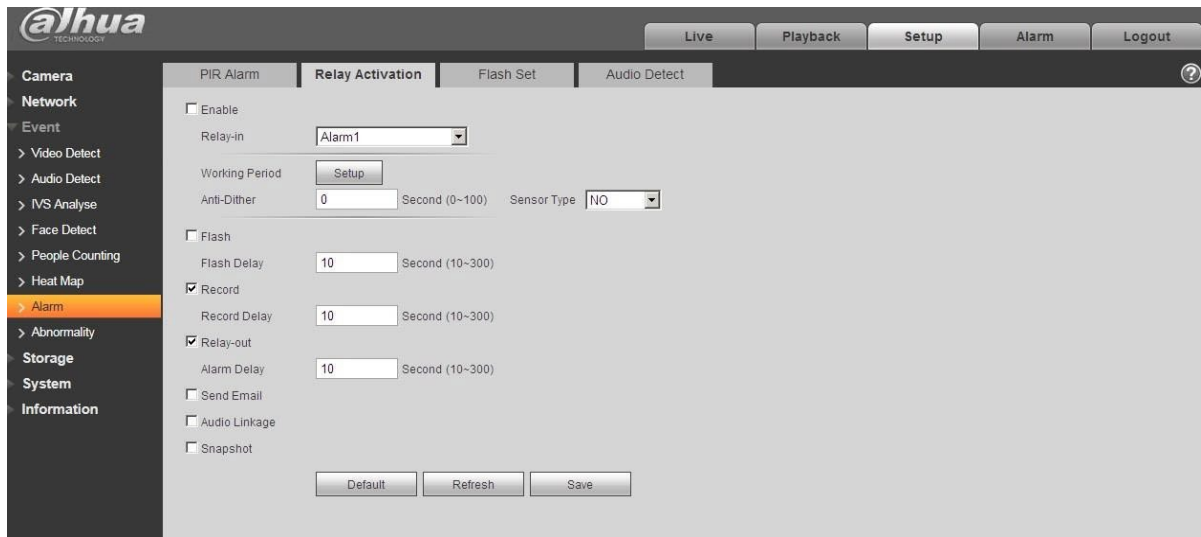 alhua
TECHNOLOGY
Live Playback Setup Alarm Logout
Camera
Network
Event
> Video Detect
> Audio Detect
> IVS Analyse
> Face Detect
> People Counting
> Heat Map
> Alarm
> Abnormality
Storage
System
Information
PIR Alarm Relay Activation Flash Set Audio Detect ?
Enable
Relay-in Alarm1
Working Period Setup
Anti-Dither 0 Second (0~100) Sensor Type NO
Flash
Flash Delay 10 Second (10~300)
Record
Record Delay 10 Second (10~300)
Relay-out
Alarm Delay 10 Second (10~300)
Send Email
Audio Linkage
Snapshot
Default Refresh Save